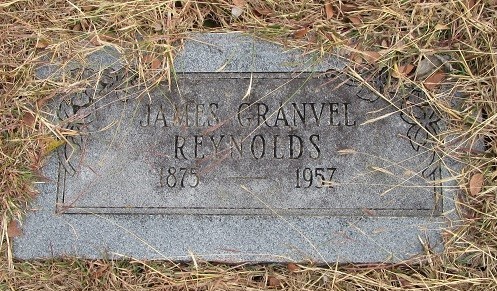 JAMES GRANVEL
REYNOLDS
1875 — 1957